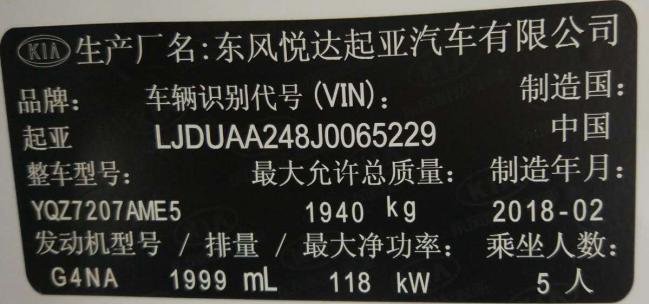 KIA 生产厂名:东风悦达起亚汽车有限公司
品牌: 车辆识别代号(VIN): 制造国:
起亚 LJDUAA248J0065229 中国
整车型号: 最大允许总质量: 制造年月:
YQZ7207AME5 1940 kg 2018-02
发动机型号 / 排量 / 最大净功率: 乘坐人数:
G4NA 1999 mL 118 kW 5 人